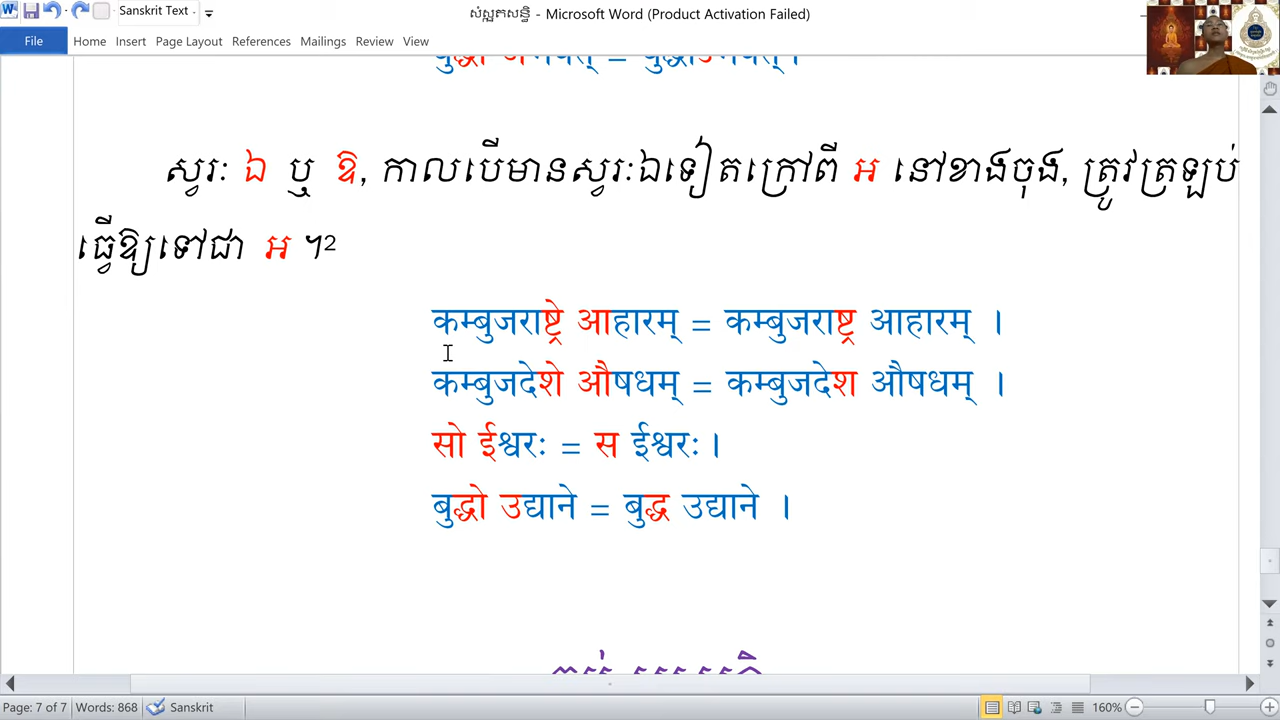 Sanskrit Text
សំស្ក្ដតសន្ធិ - Microsoft Word (Product Activation Failed)
File Home Insert Page Layout References Mailings Review View
ស្វរៈ ឯ ឬ ឱ, កាលបើមានស្វរៈឯទៀតក្រៅពី អ នៅខាងចុង, ត្រូវត្រឡប់
ធ្វើឱ្យទៅជា អ ។2
कम्बुजराष्ट्रे आहारम् = कम्बुजराष्ट्र आहारम् ।
कम्बुजदेशे औषधम् = कम्बुजदेश औषधम् ।
सो ईश्वरः = स ईश्वरः ।
बुद्धो उद्याने = बुद्ध उद्याने ।
Page: 7 of 7 Words: 868 Sanskrit 160%